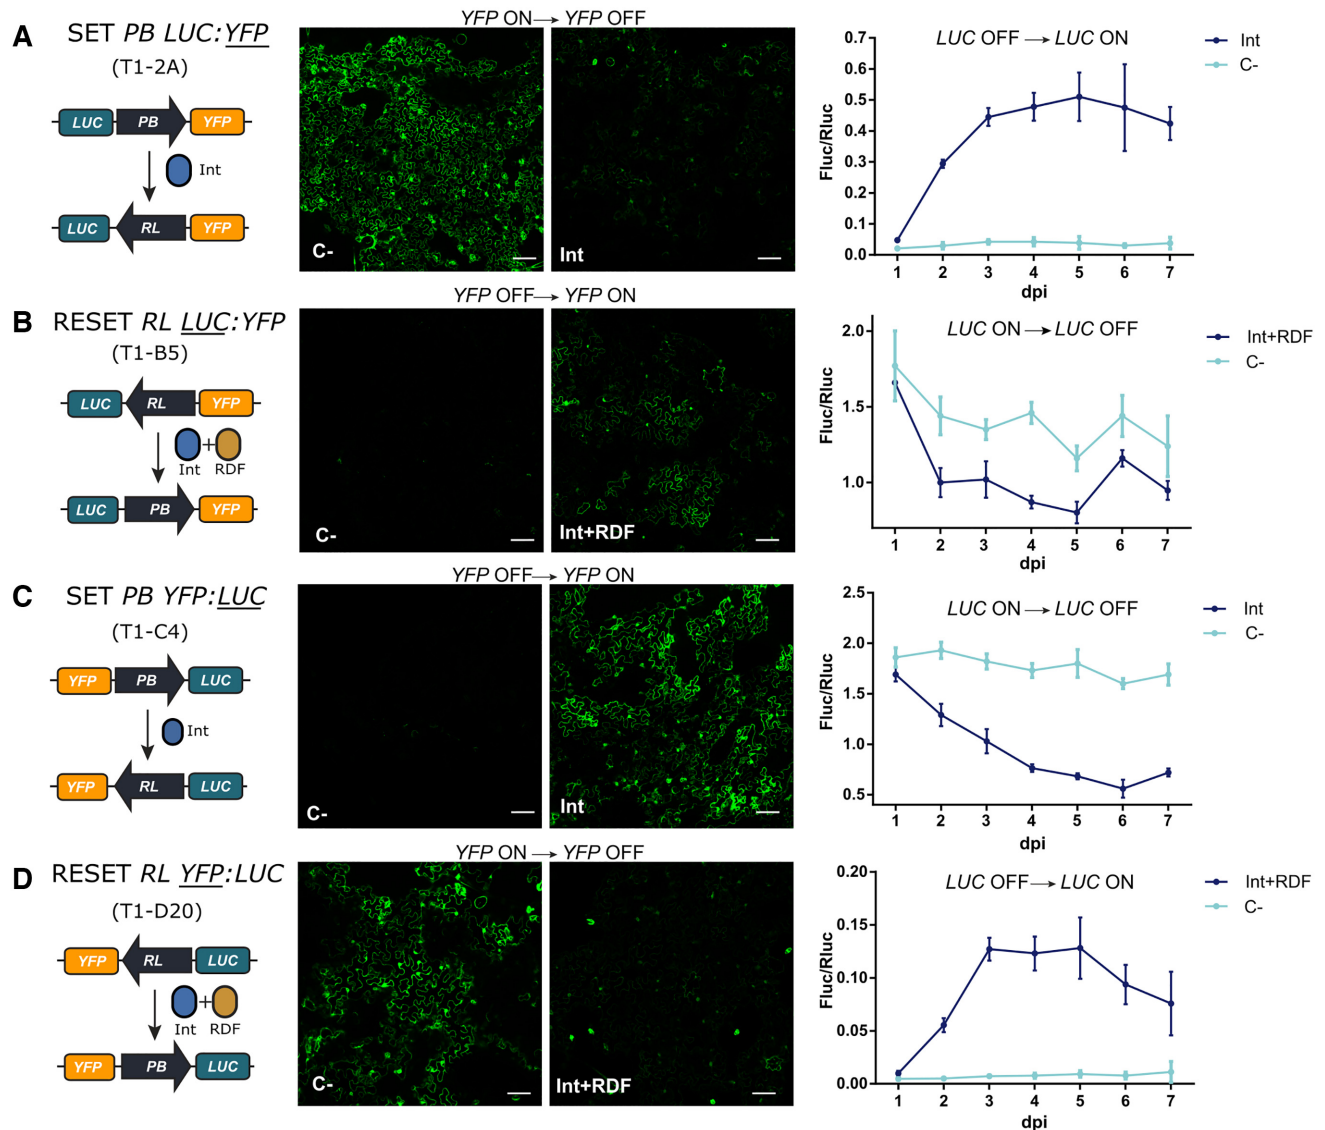 A
SET PB LUC:YFP
(T1-2A)
LUC PB YFP
Int
LUC RL YFP
YFP ON→YFP OFF
C-
Int
LUC OFF→LUC ON
Fluc/Rluc
0.7
0.6
0.5
0.4
0.3
0.2
0.1
0.0
1 2 3 4 5 6 7
dpi
Int
C-
B
RESET RL LUC:YFP
(T1-B5)
LUC RL YFP
+
Int RDF
LUC PB YFP
YFP OFF→YFP ON
C-
Int+RDF
LUC ON→LUC OFF
Fluc/Rluc
2.0
1.5
1.0
1 2 3 4 5 6 7
dpi
Int+RDF
C-
C
SET PB YFP:LUC
(T1-C4)
YFP PB LUC
Int
YFP RL LUC
YFP OFF→YFP ON
C-
Int
LUC ON→LUC OFF
Fluc/Rluc
2.5
2.0
1.5
1.0
0.5
1 2 3 4 5 6 7
dpi
Int
C-
D
RESET RL YFP:LUC
(T1-D20)
YFP RL LUC
+
Int RDF
YFP PB LUC
YFP ON→YFP OFF
C-
Int+RDF
LUC OFF→LUC ON
Fluc/Rluc
0.20
0.15
0.10
0.05
0.00
1 2 3 4 5 6 7
dpi
Int+RDF
C-